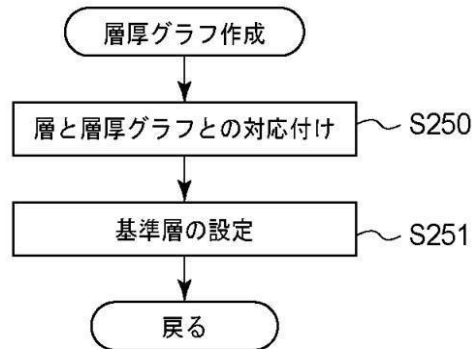 層厚グラフ作成
層と層厚グラフとの対応付け
S250
基準層の設定
S251
戻る